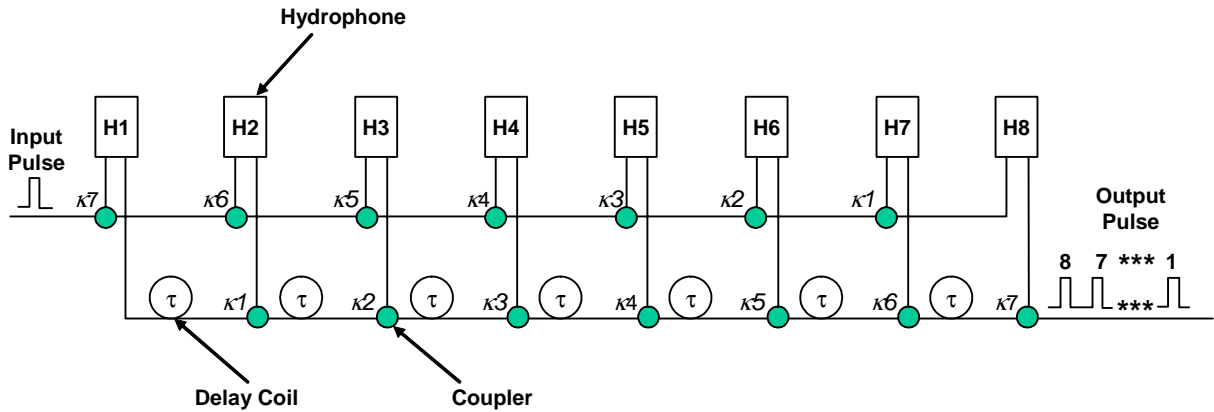 Hydrophone
H1 H2 H3 H4 H5 H6 H7 H8
Input
Pulse
κ7 κ6 κ5 κ4 κ3 κ2 κ1
Output
Pulse
8 7 *** 1
τ κ1 τ κ2 τ κ3 τ κ4 τ κ5 τ κ6 τ κ7 ***
Delay Coil Coupler